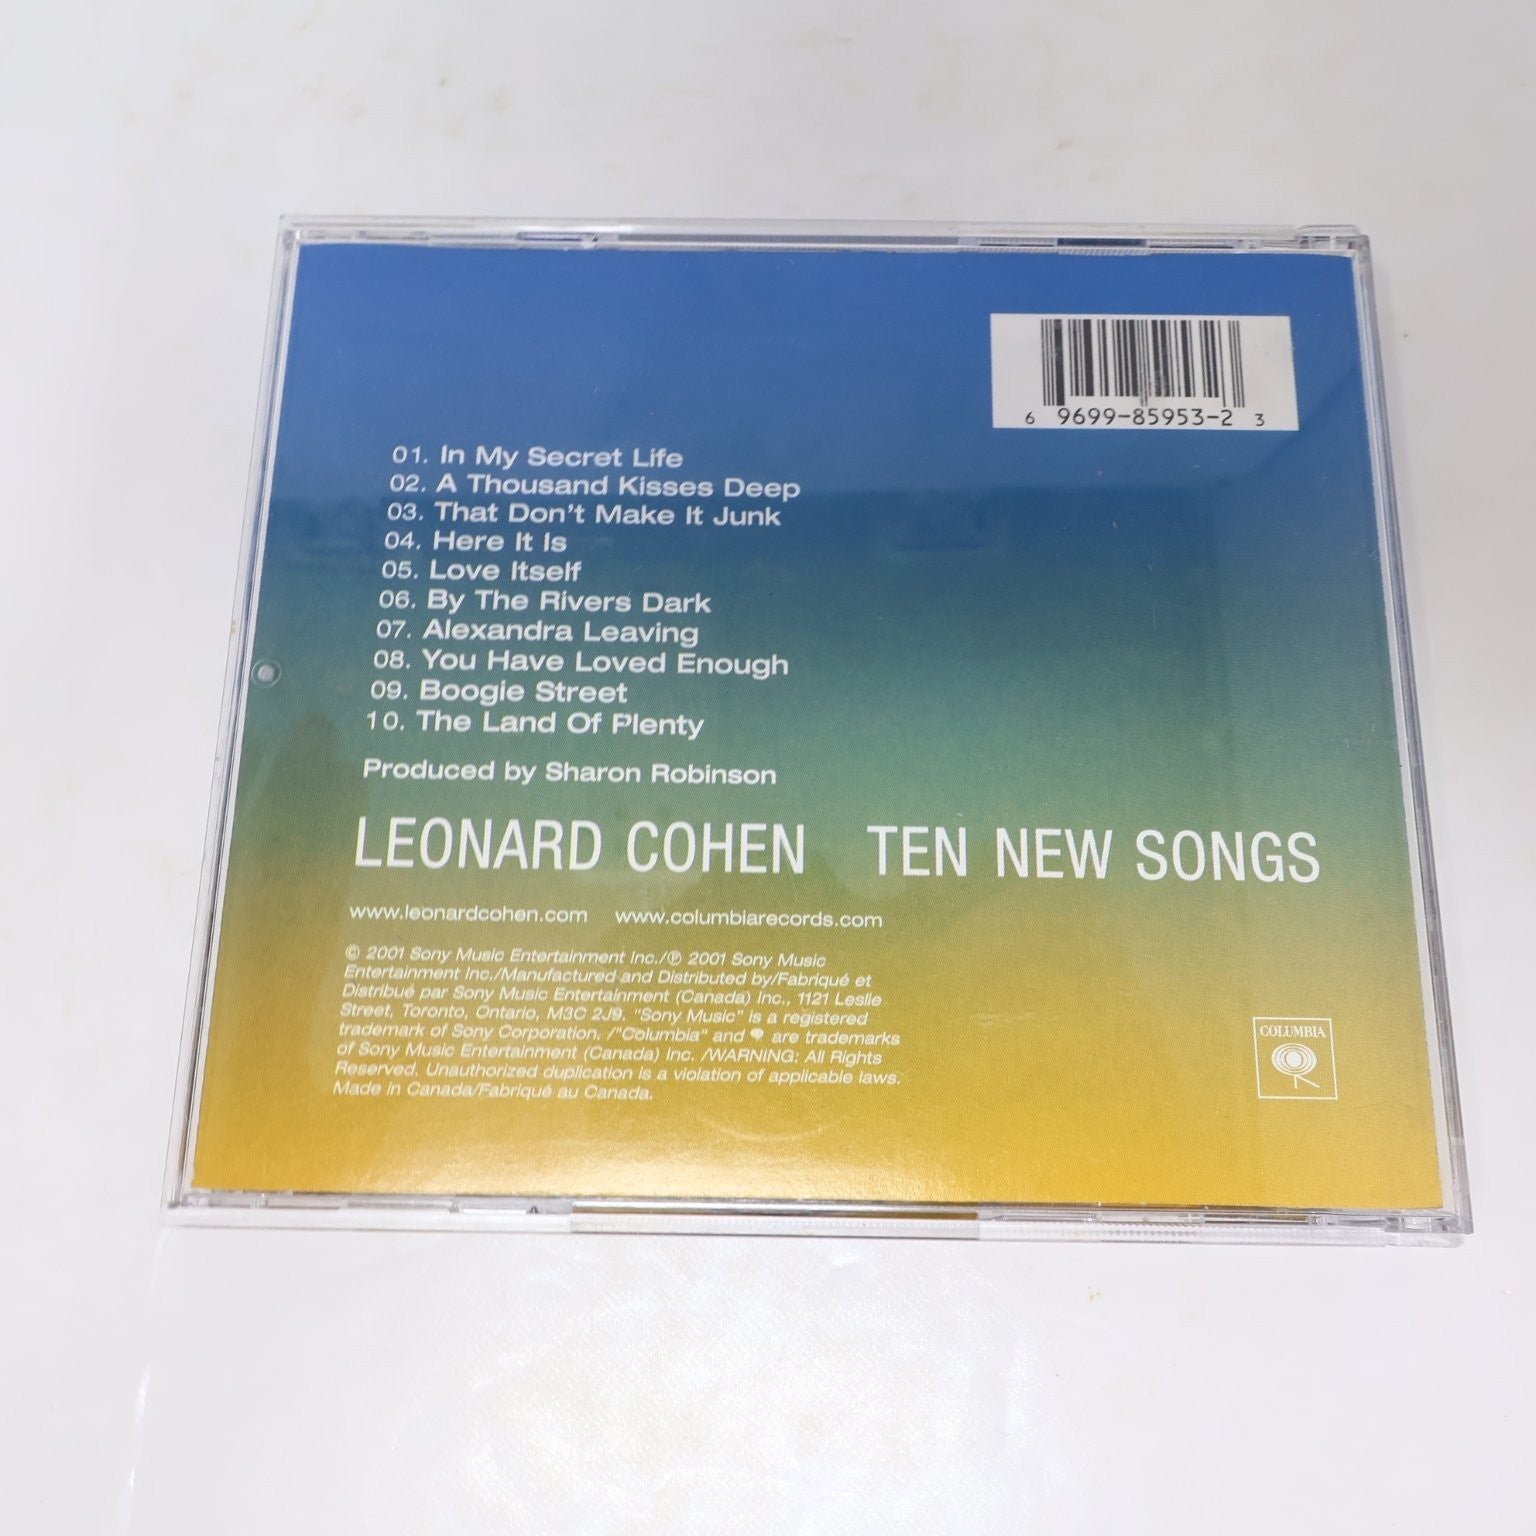 6 9699-85953-2 3
01. In My Secret Life
02. A Thousand Kisses Deep
03. That Don't Make It Junk
04. Here It Is
05. Love Itself
06. By The Rivers Dark
07. Alexandra Leaving
08. You Have Loved Enough
09. Boogie Street
10. The Land Of Plenty
Produced by Sharon Robinson
LEONARD COHEN TEN NEW SONGS
www.leonardcohen.com www.columbiarecords.com
© 2001 Sony Music Entertainment Inc./℗ 2001 Sony Music
Entertainment Inc./Manufactured and Distributed by/Fabriqué et
Distribué par Sony Music Entertainment (Canada) Inc., 1121 Leslie
Street, Toronto, Ontario, M3C 2J9. "Sony Music" is a registered
trademark of Sony Corporation. /"Columbia" and are trademarks
of Sony Music Entertainment (Canada) Inc. /WARNING: All Rights
Reserved. Unauthorized duplication is a violation of applicable laws.
Made in Canada/Fabriqué au Canada.
COLUMBIA